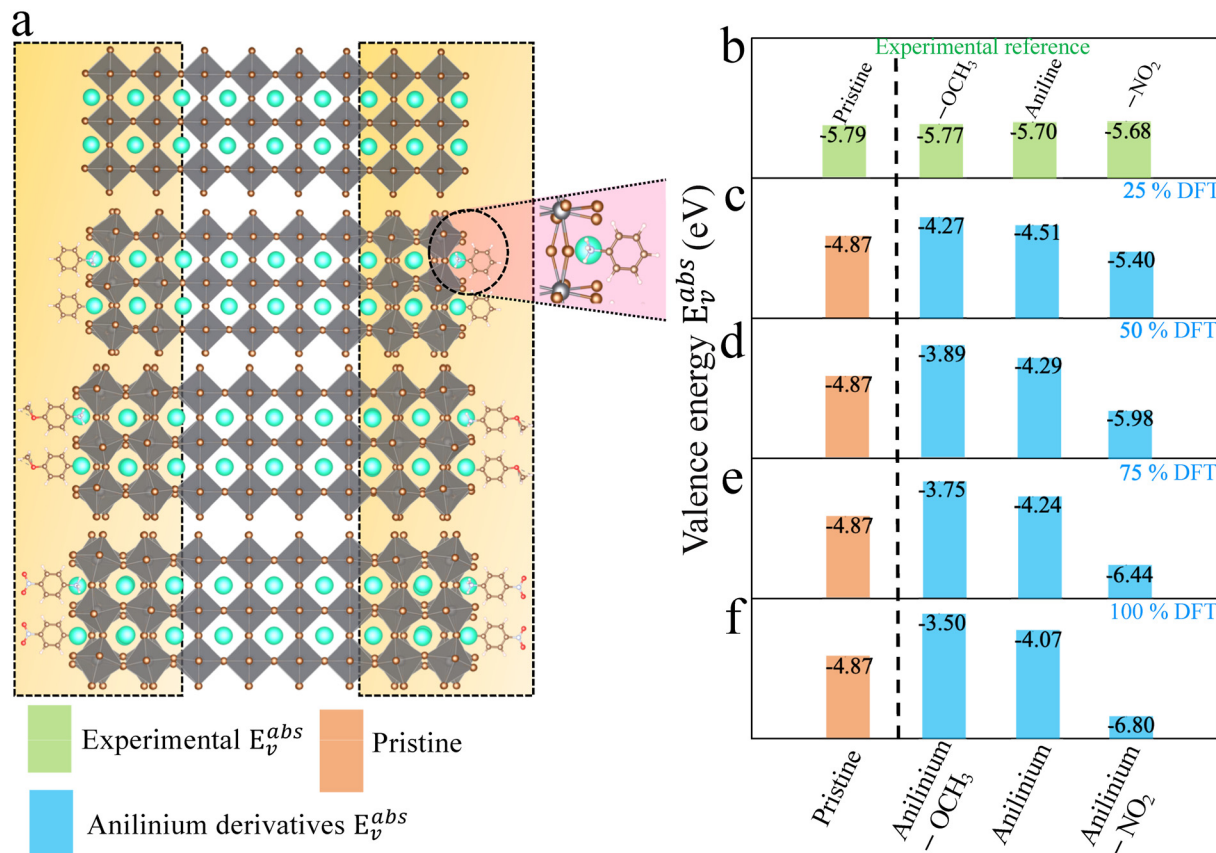 a
b
Experimental reference
Pristine
−OCH₃
Aniline
−NO₂
-5.79
-5.77
-5.70
-5.68
Valence energy E_v^{abs} (eV)
c
25 % DFT
-4.87
-4.27
-4.51
-5.40
d
50 % DFT
-4.87
-3.89
-4.29
-5.98
e
75 % DFT
-4.87
-3.75
-4.24
-6.44
f
100 % DFT
-4.87
-3.50
-4.07
-6.80
Pristine
Anilinium
− OCH₃
Anilinium
Anilinium
− NO₂
Experimental E_v^{abs}
Pristine
Anilinium derivatives E_v^{abs}